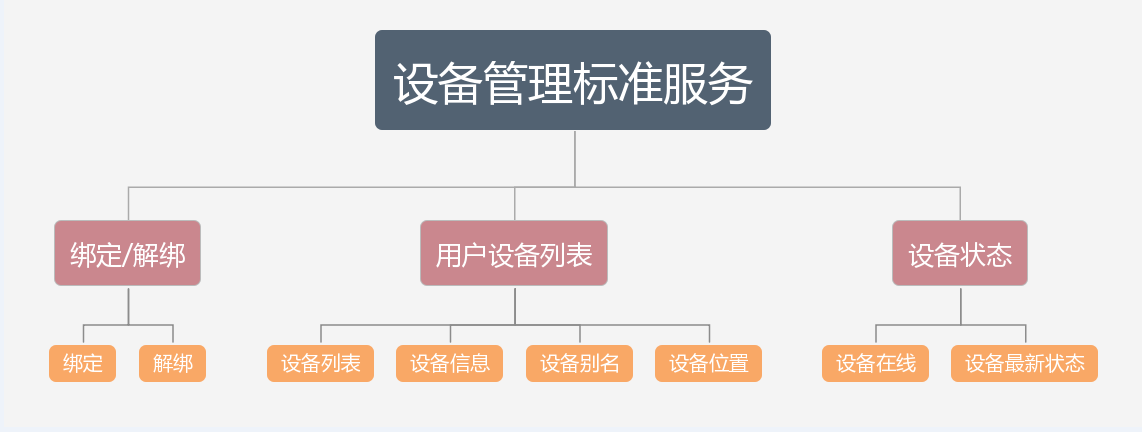 设备管理标准服务
绑定/解绑
用户设备列表
设备状态
绑定
解绑
设备列表
设备信息
设备别名
设备位置
设备在线
设备最新状态